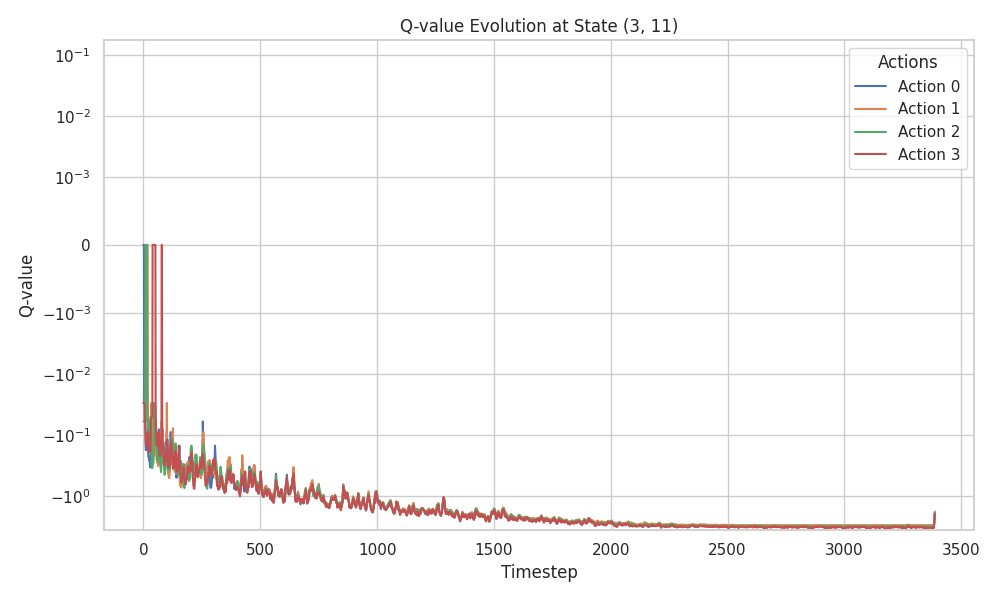 Q-value Evolution at State (3, 11)
10⁻¹
10⁻²
10⁻³
0
−10⁻³
−10⁻²
−10⁻¹
−10⁰
Q-value
Actions
Action 0
Action 1
Action 2
Action 3
0 500 1000 1500 2000 2500 3000 3500
Timestep